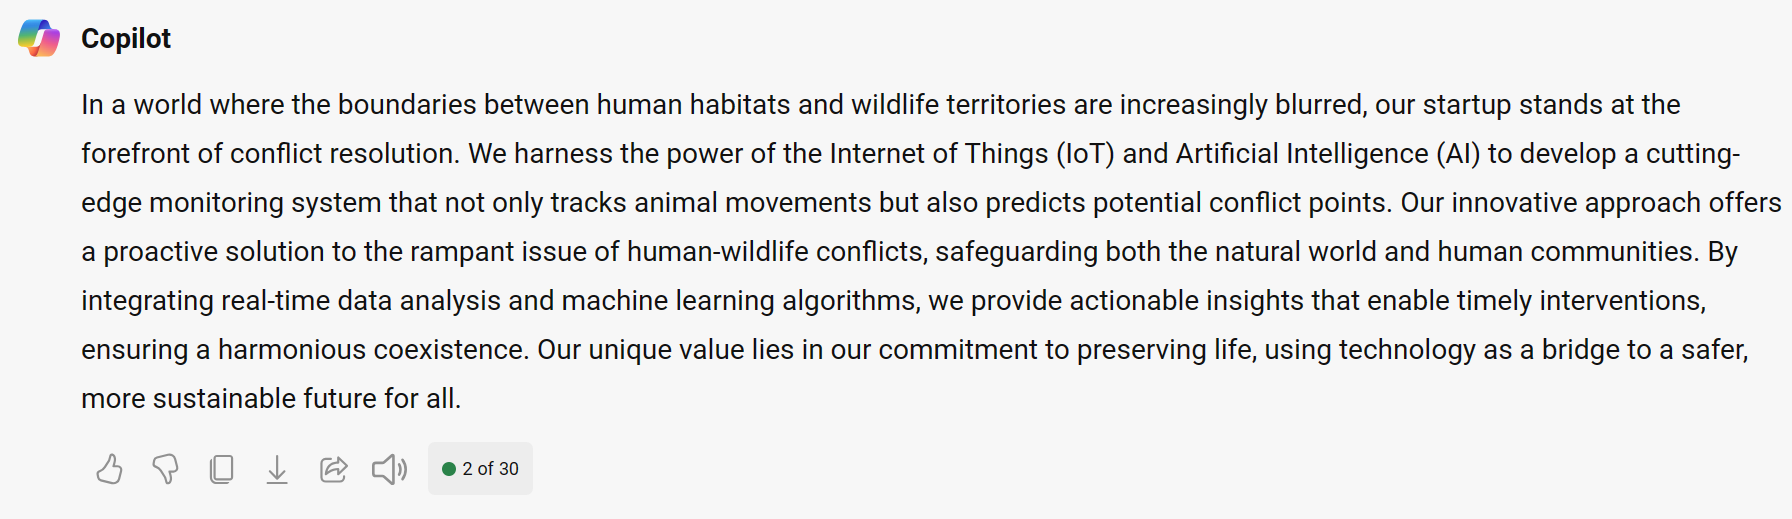 Copilot
In a world where the boundaries between human habitats and wildlife territories are increasingly blurred, our startup stands at the
forefront of conflict resolution. We harness the power of the Internet of Things (IoT) and Artificial Intelligence (AI) to develop a cutting-
edge monitoring system that not only tracks animal movements but also predicts potential conflict points. Our innovative approach offers
a proactive solution to the rampant issue of human-wildlife conflicts, safeguarding both the natural world and human communities. By
integrating real-time data analysis and machine learning algorithms, we provide actionable insights that enable timely interventions,
ensuring a harmonious coexistence. Our unique value lies in our commitment to preserving life, using technology as a bridge to a safer,
more sustainable future for all.
2 of 30